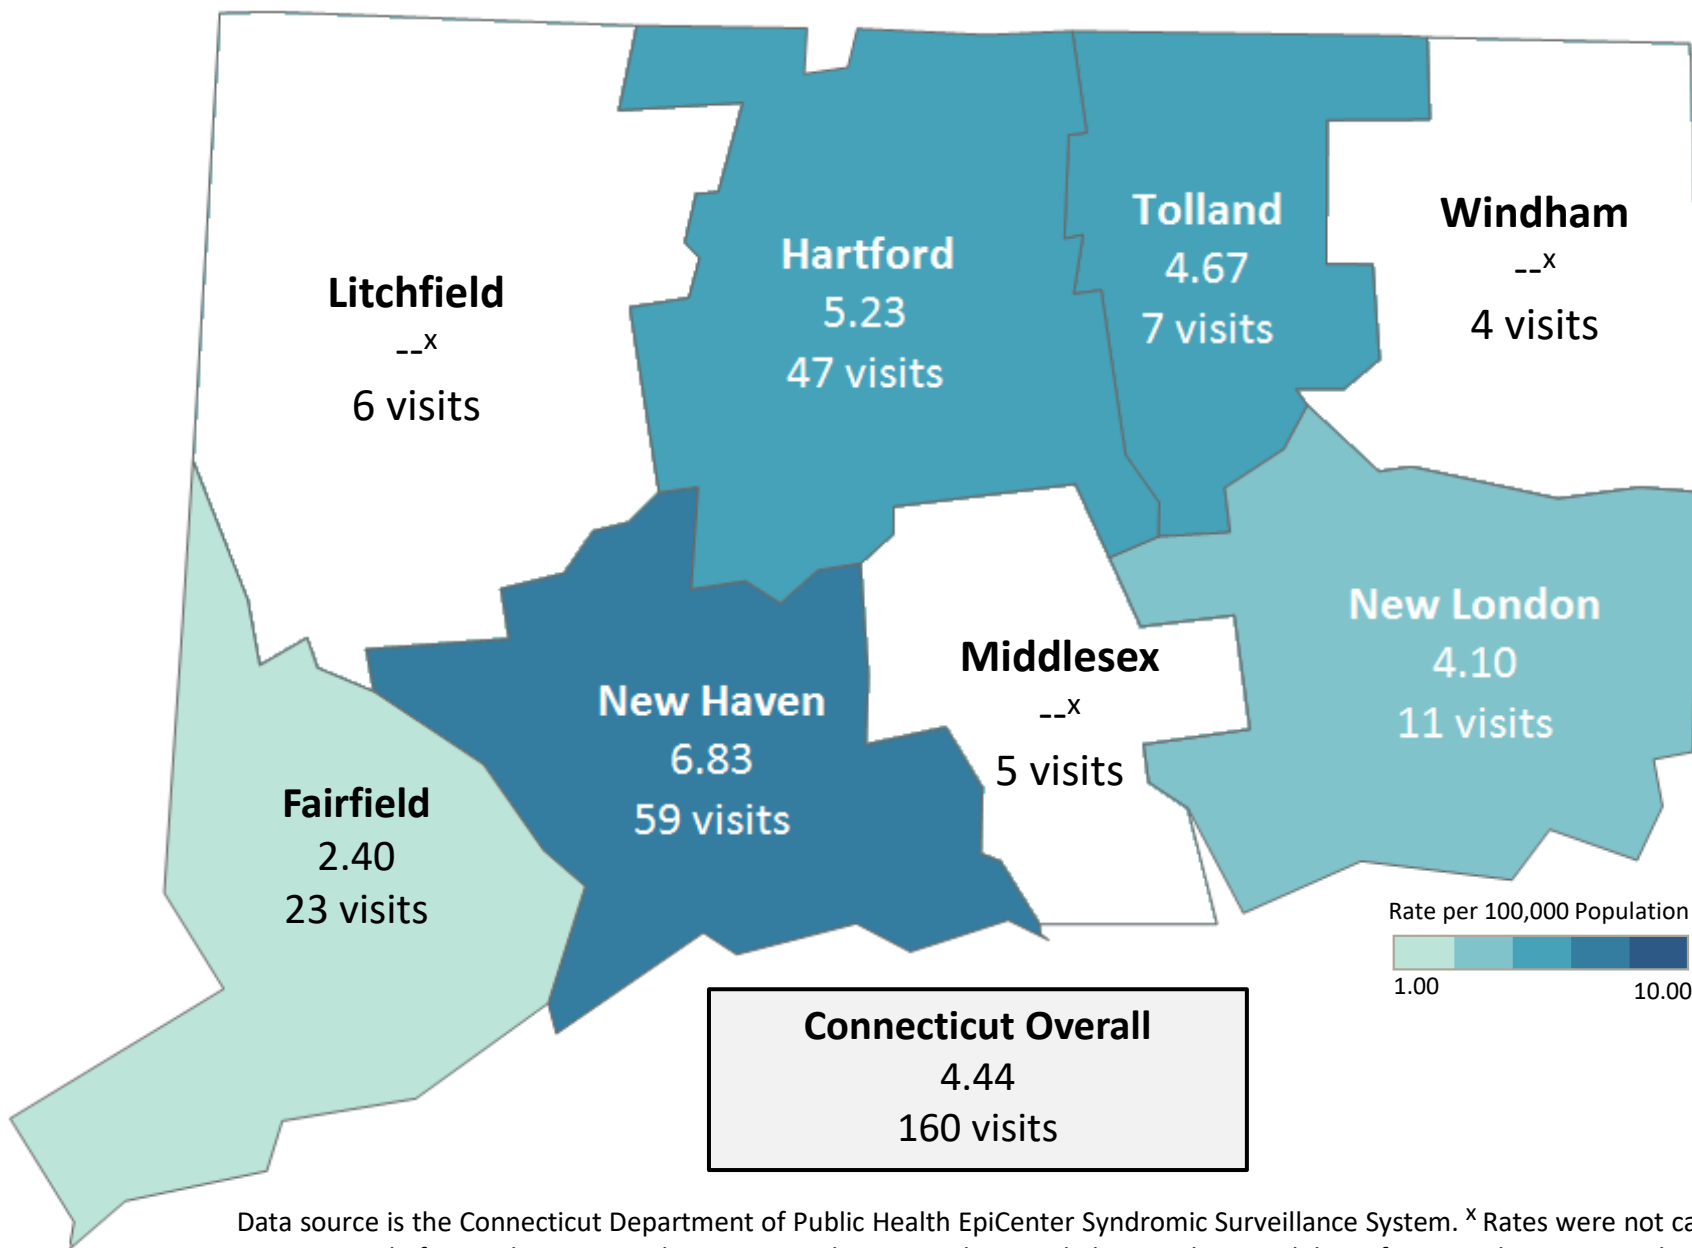 Litchfield
--x
6 visits
Hartford
5.23
47 visits
Tolland
4.67
7 visits
Windham
--x
4 visits
Fairfield
2.40
23 visits
New Haven
6.83
59 visits
Middlesex
--x
5 visits
New London
4.10
11 visits
Rate per 100,000 Population
1.00 10.00
Connecticut Overall
4.44
160 visits
Data source is the Connecticut Department of Public Health EpiCenter Syndromic Surveillance System. x Rates were not ca